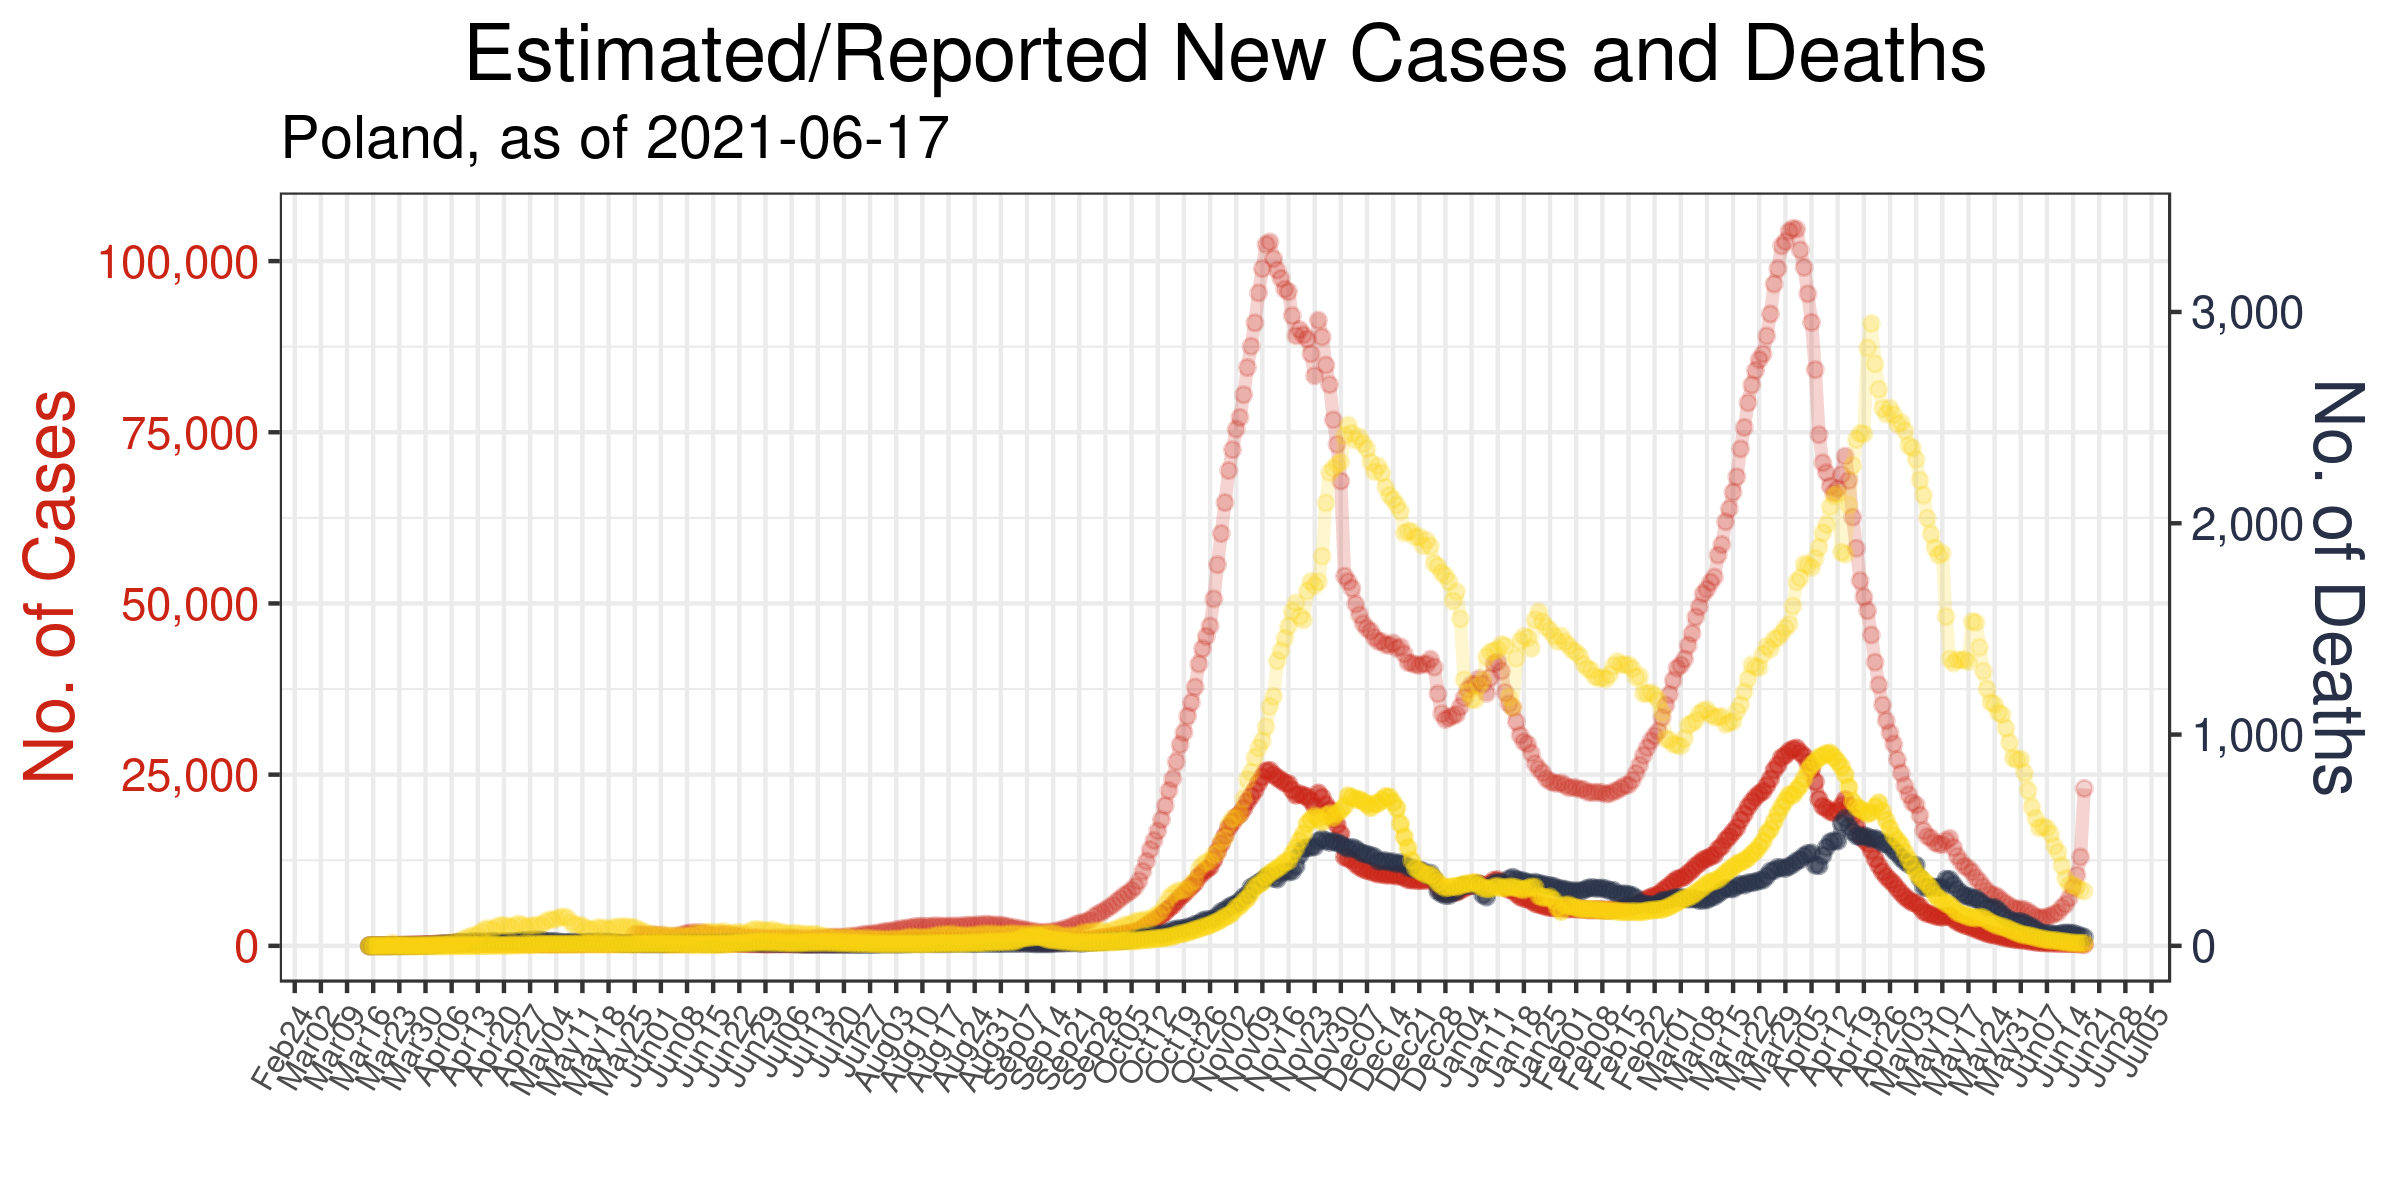 Estimated/Reported New Cases and Deaths
Poland, as of 2021-06-17
No. of Cases
100,000
75,000
50,000
25,000
0
No. of Deaths
3,000
2,000
1,000
0
Feb24
Mar02
Mar09
Mar16
Mar23
Mar30
Apr06
Apr13
Apr20
Apr27
May04
May11
May18
May25
Jun01
Jun08
Jun15
Jun22
Jun29
Jul06
Jul13
Jul20
Jul27
Aug03
Aug10
Aug17
Aug24
Aug31
Sep07
Sep14
Sep21
Sep28
Oct05
Oct12
Oct19
Oct26
Nov02
Nov09
Nov16
Nov23
Nov30
Dec07
Dec14
Dec21
Dec28
Jan04
Jan11
Jan18
Jan25
Feb01
Feb08
Feb15
Feb22
Mar01
Mar08
Mar15
Mar22
Mar29
Apr05
Apr12
Apr19
Apr26
May03
May10
May17
May24
May31
Jun07
Jun14
Jun21
Jun28
Jul05